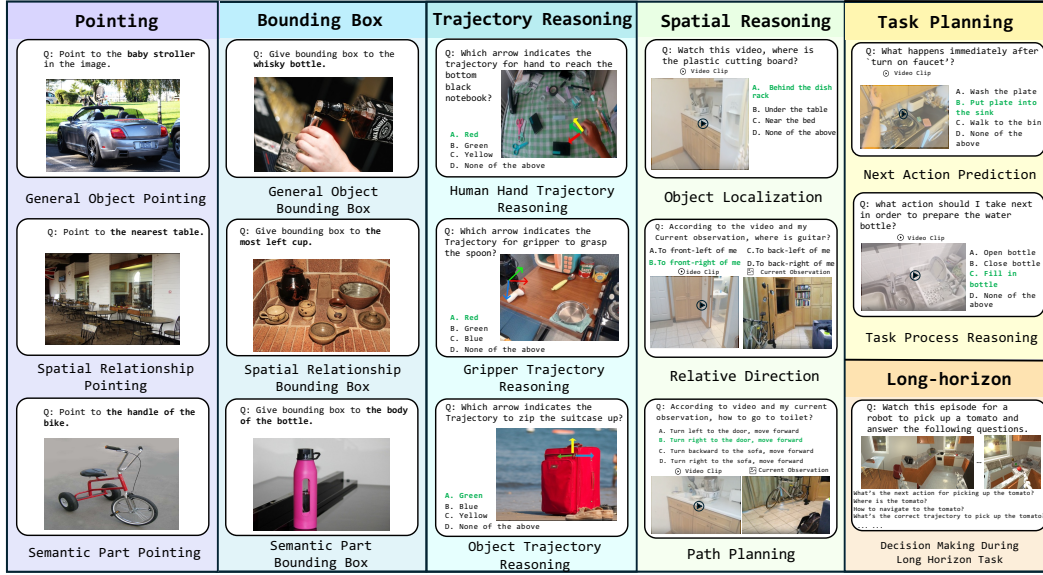 Pointing
Q: Point to the baby stroller
in the image.
General Object Pointing
Q: Point to the nearest table.
Spatial Relationship
Pointing
Q: Point to the handle of the
bike.
Semantic Part Pointing
Bounding Box
Q: Give bounding box to the
whisky bottle.
General Object
Bounding Box
Q: Give bounding box to the
most left cup.
Spatial Relationship
Bounding Box
Q: Give bounding box to the body
of the bottle.
Semantic Part
Bounding Box
Trajectory Reasoning
Q: Which arrow indicates the
trajectory for hand to reach the
bottom
black
notebook?
A. Red
B. Green
C. Yellow
D. None of the above
Human Hand Trajectory
Reasoning
Q: Which arrow indicates the
Trajectory for gripper to grasp
the spoon?
A. Red
B. Green
C. Blue
D. None of the above
Gripper Trajectory
Reasoning
Q: Which arrow indicates the
Trajectory to zip the suitcase up?
A. Green
B. Blue
C. Yellow
D. None of the above
Object Trajectory
Reasoning
Spatial Reasoning
Q: Watch this video, where is
the plastic cutting board?
Video Clip
A. Behind the dish
rack
B. Under the table
C. Near the bed
D. None of the above
Object Localization
Q: According to the video and my
Current observation, where is guitar?
A.To front-left of me C.To back-left of me
B.To front-right of me D.To back-right of me
Video Clip Current Observation
Relative Direction
Q: According to video and my current
observation, how to go to toilet?
A. Turn left to the door, move forward
B. Turn right to the door, move forward
C. Turn backward to the sofa, move forward
D. Turn right to the sofa, move forward
Video Clip Current Observation
Path Planning
Task Planning
Q: What happens immediately after
`turn on faucet'?
Video Clip
A. Wash the plate
B. Put plate into
the sink
C. Walk to the bin
D. None of the
above
Next Action Prediction
Q: what action should I take next
in order to prepare the water
bottle?
Video Clip
A. Open bottle
B. Close bottle
C. Fill in
bottle
D. None of the
above
Task Process Reasoning
Long-horizon
Q: Watch this episode for a
robot to pick up a tomato and
answer the following questions.
What's the next action for picking up the tomato?
Where is the tomato?
How to navigate to the tomato?
What's the correct trajectory to pick up the tomato?
... ...
Decision Making During
Long Horizon Task